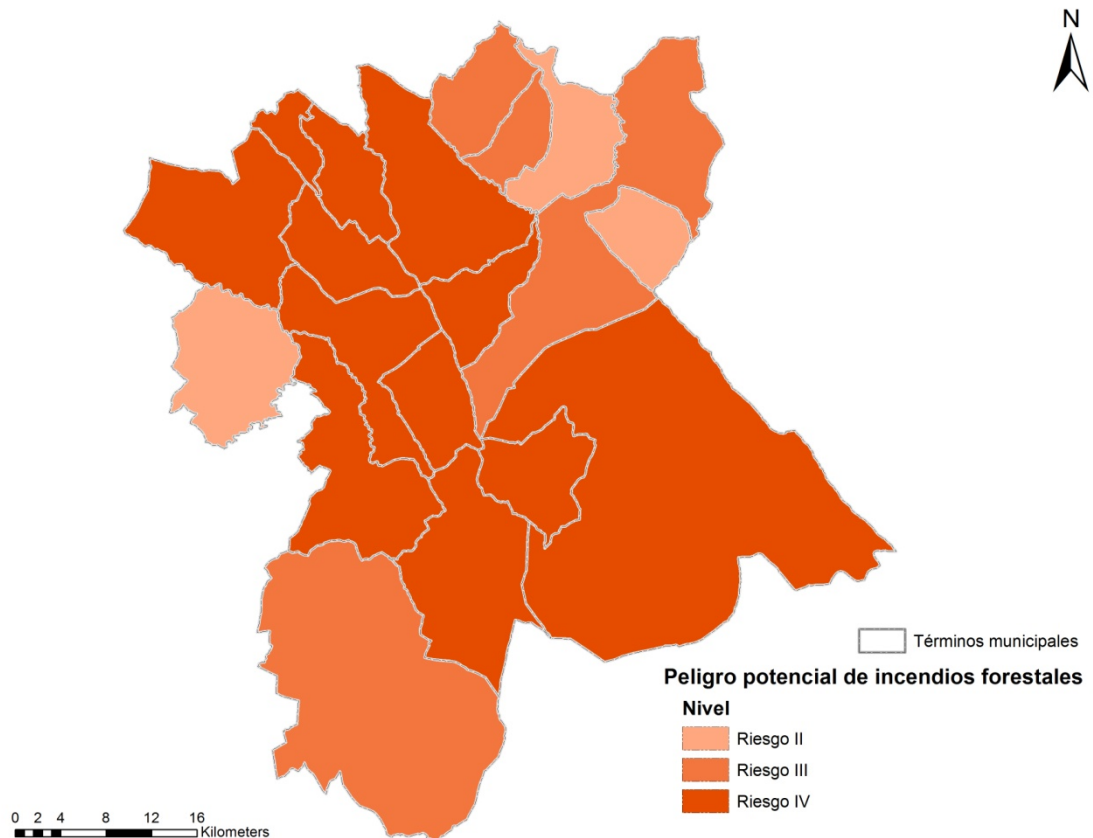 N
Términos municipales
Peligro potencial de incendios forestales
Nivel
Riesgo II
Riesgo III
Riesgo IV
0 2 4 8 12 16
Kilometers